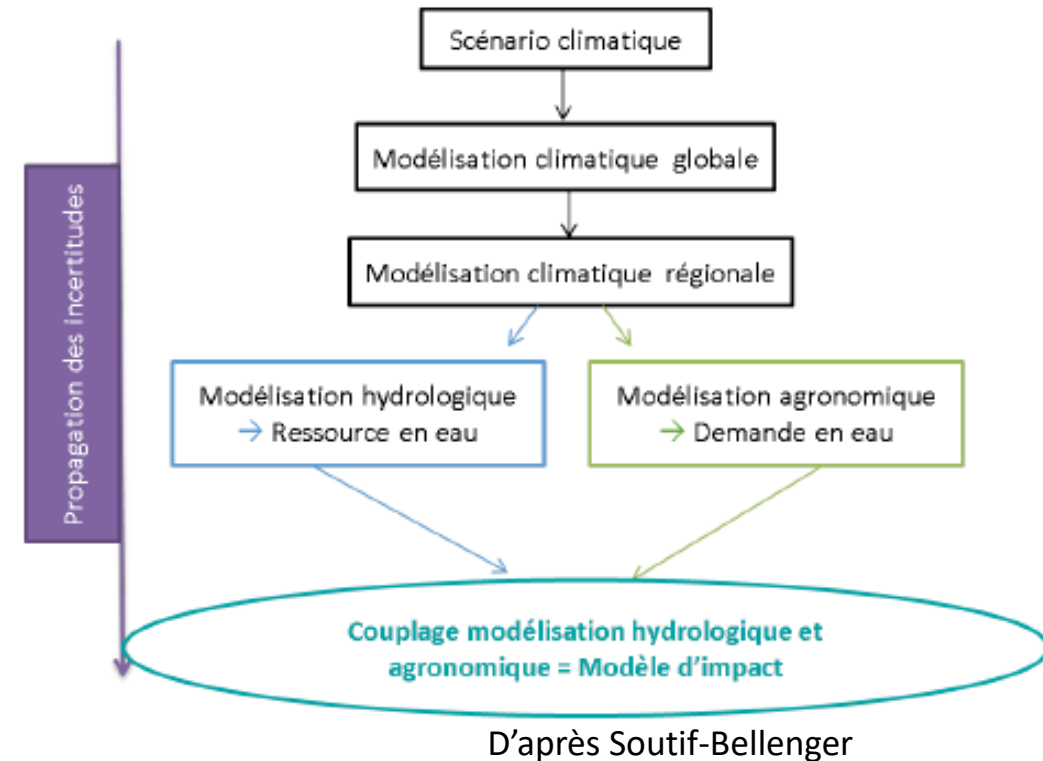 Scénario climatique
Modélisation climatique globale
Modélisation climatique régionale
Propagation des incertitudes
Modélisation hydrologique
→ Ressource en eau
Modélisation agronomique
→ Demande en eau
Couplage modélisation hydrologique et
agronomique = Modèle d'impact
D'après Soutif-Bellenger